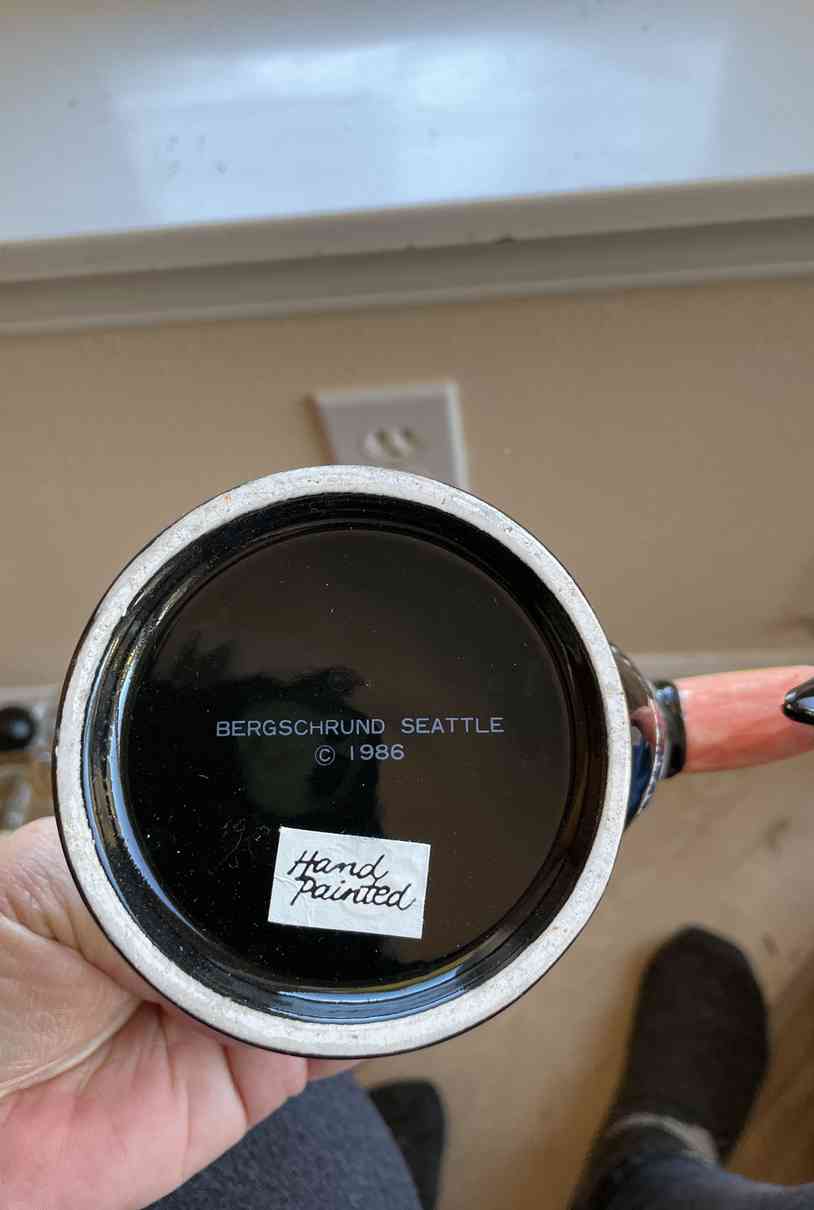 BERGSCHRUND SEATTLE
© 1986
Hand
Painted